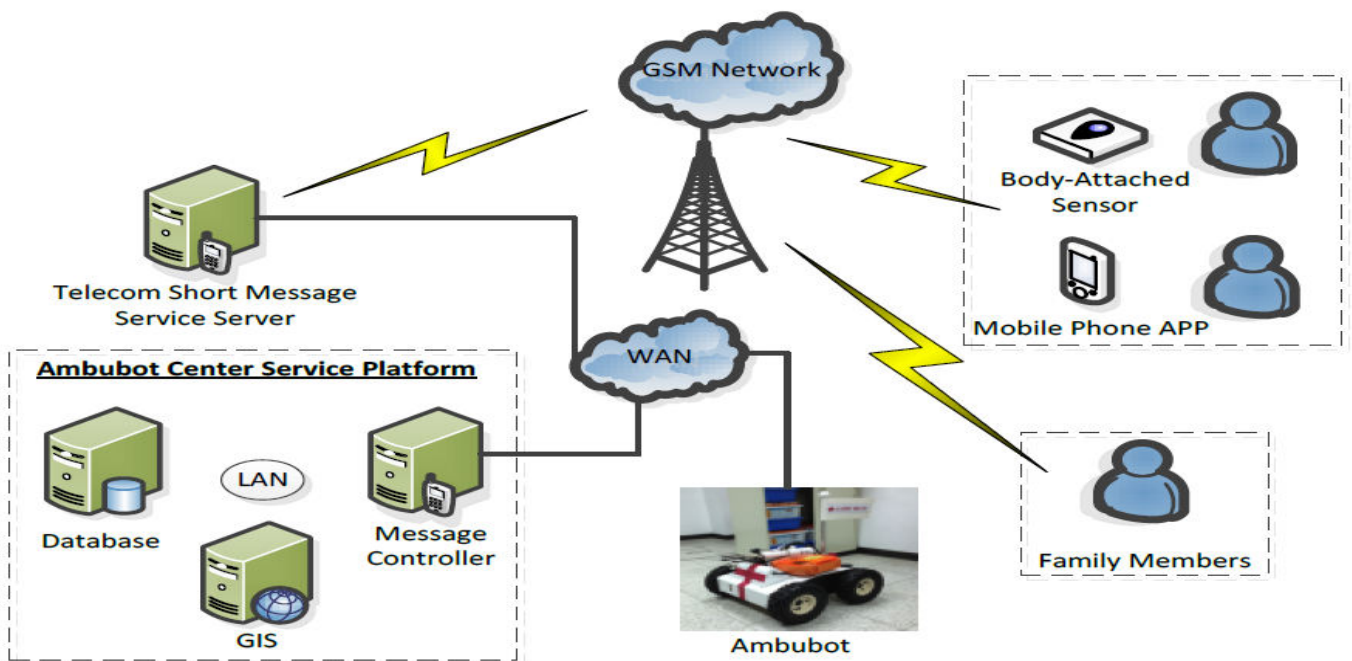 GSM Network
Body-Attached
Sensor
Mobile Phone APP
Telecom Short Message
Service Server
WAN
Ambubot Center Service Platform
LAN
Database
Message
Controller
GIS
Ambubot
Family Members